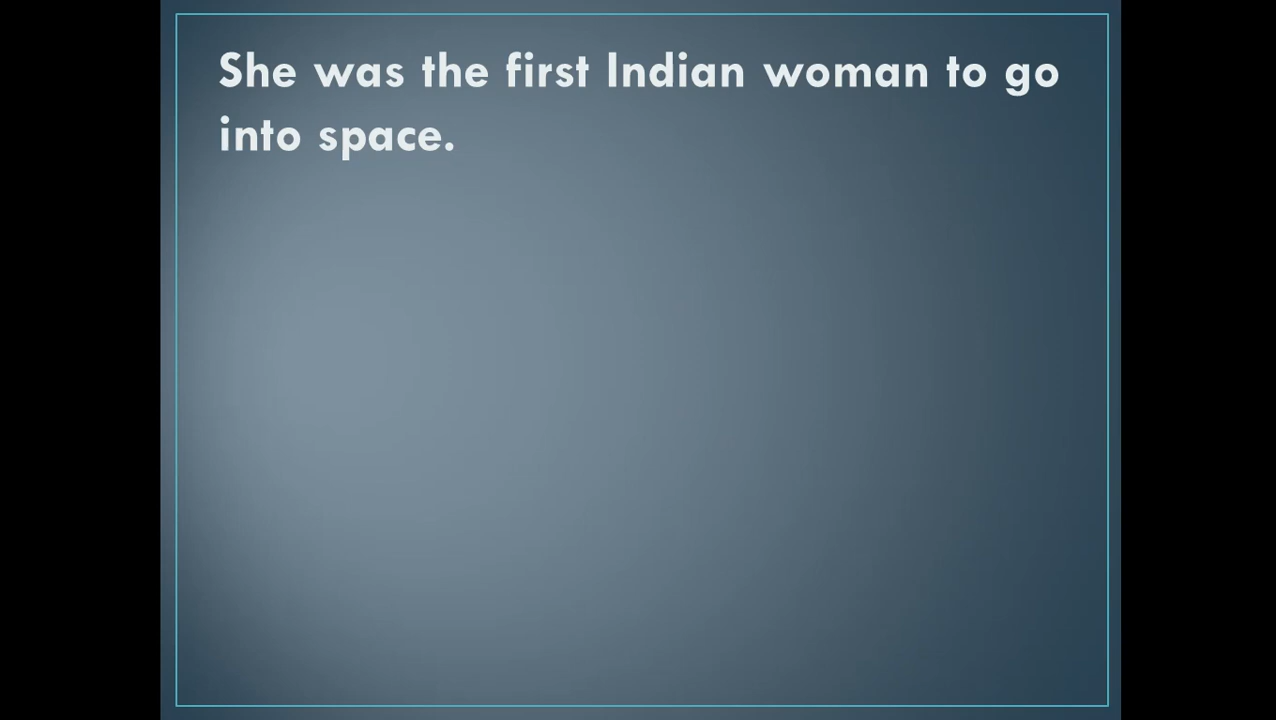 She was the first Indian woman to go
into space.